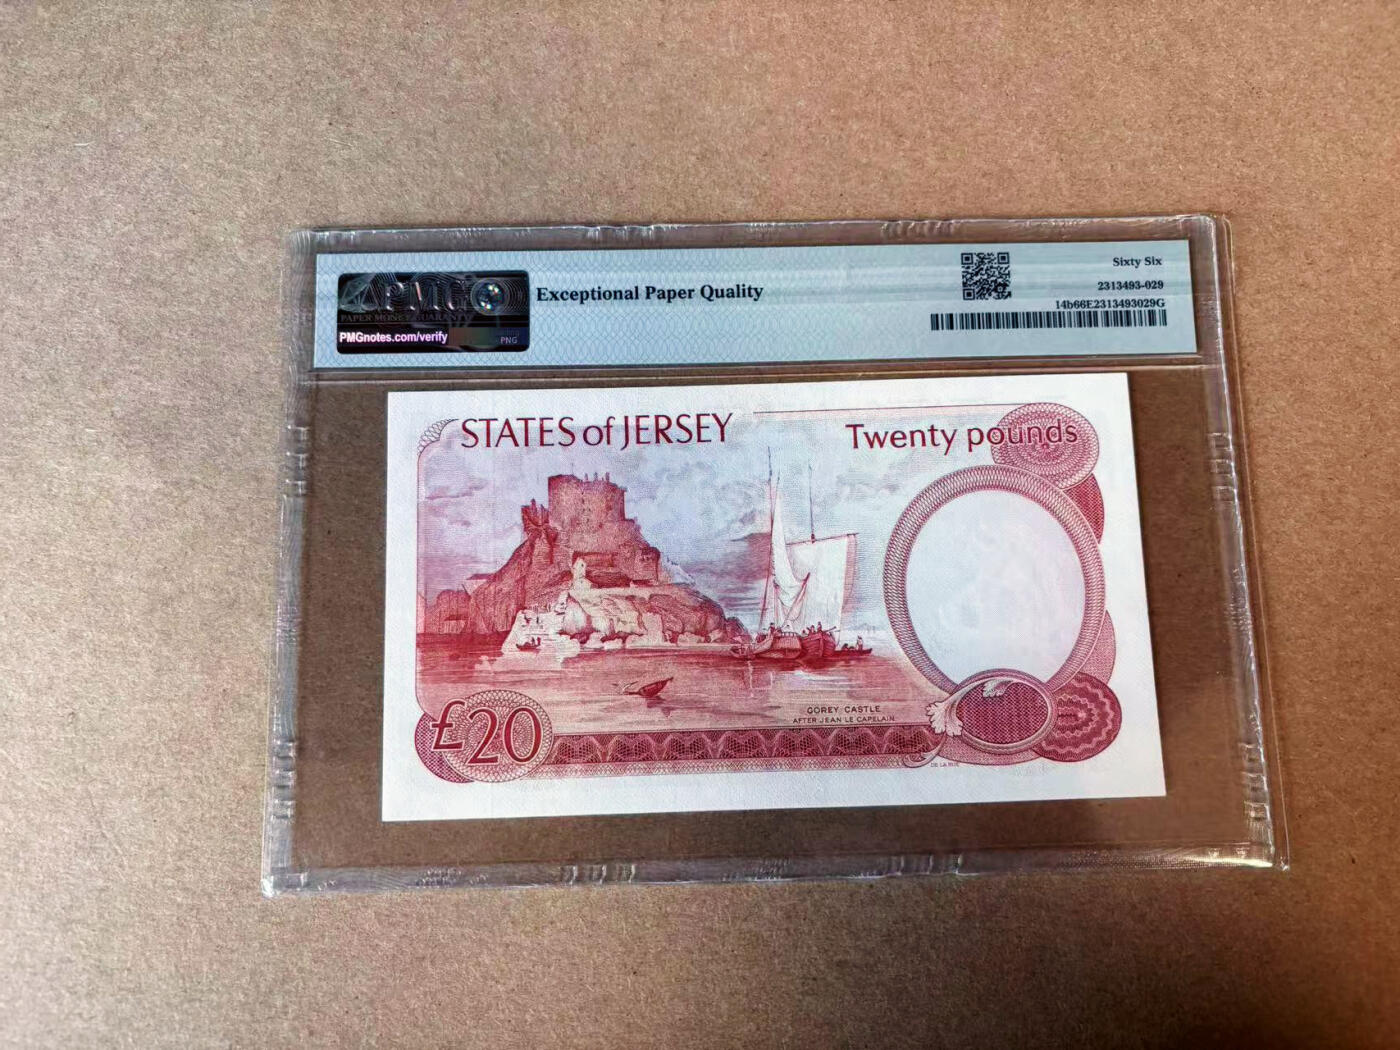 PMG
PAPER MONEY GUARANTY
PMGnotes.com/verify
PNG
Exceptional Paper Quality
Sixty Six
2313493-029
14b66E2313493029G
STATES of JERSEY
Twenty pounds
GOREY CASTLE
AFTER JEAN LE CAPELAIN
£20
DE LA RUE